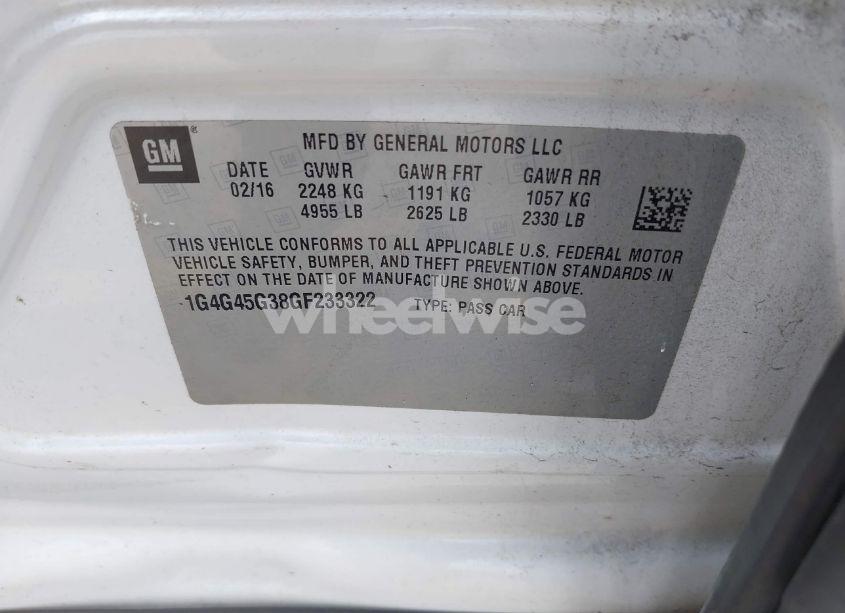 GM
MFD BY GENERAL MOTORS LLC
DATE GVWR GAWR FRT GAWR RR
02/16 2248 KG 1191 KG 1057 KG
4955 LB 2625 LB 2330 LB
THIS VEHICLE CONFORMS TO ALL APPLICABLE U.S. FEDERAL MOTOR
VEHICLE SAFETY, BUMPER, AND THEFT PREVENTION STANDARDS IN
EFFECT ON THE DATE OF MANUFACTURE SHOWN ABOVE.
1G4G45G38GF233322 TYPE: PASS CAR
wheelwise